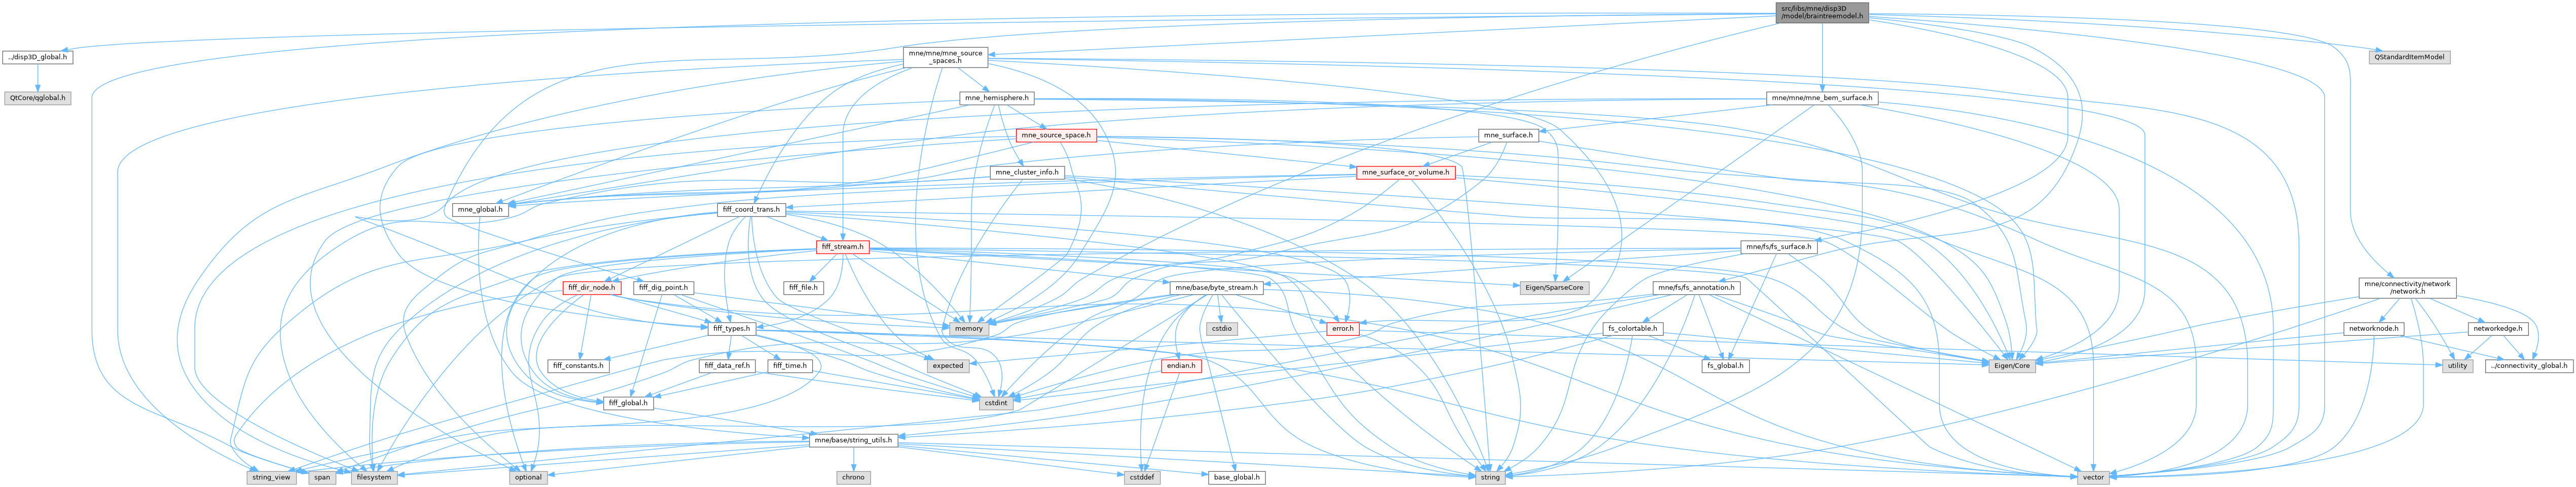 src/libs/mne/disp3D
/model/braintreemodel.h
../disp3D_global.h
mne/mne/mne_source
_spaces.h
QStandardItemModel
QtCore/qglobal.h
mne_hemisphere.h
mne/mne/mne_bem_surface.h
mne_source_space.h
mne_surface.h
mne_cluster_info.h
mne_surface_or_volume.h
mne_global.h
fiff_coord_trans.h
fiff_stream.h
mne/fs/fs_surface.h
fiff_dir_node.h
fiff_dig_point.h
fiff_file.h
mne/base/byte_stream.h
Eigen/SparseCore
mne/fs/fs_annotation.h
mne/connectivity/network
/network.h
fiff_types.h
memory
cstdio
error.h
fs_colortable.h
networknode.h
networkedge.h
fiff_constants.h
fiff_data_ref.h
fiff_time.h
expected
endian.h
fs_global.h
Eigen/Core
utility
../connectivity_global.h
fiff_global.h
cstdint
mne/base/string_utils.h
string_view
span
filesystem
optional
chrono
cstddef
base_global.h
string
vector